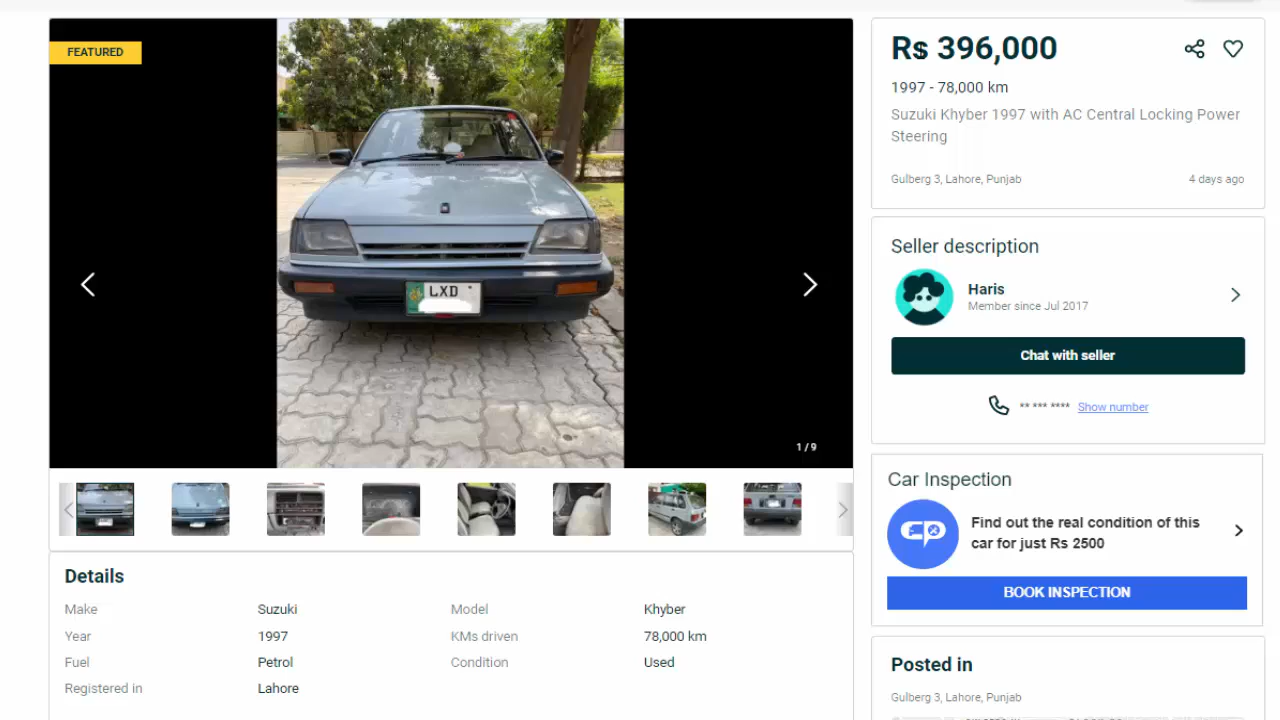 FEATURED
LXD
1 / 9
Rs 396,000
1997 - 78,000 km
Suzuki Khyber 1997 with AC Central Locking Power
Steering
Gulberg 3, Lahore, Punjab
4 days ago
Seller description
Haris
Member since Jul 2017
Chat with seller
** *** **** Show number
Car Inspection
Find out the real condition of this
car for just Rs 2500
BOOK INSPECTION
Details
Make Suzuki Model Khyber
Year 1997 KMs driven 78,000 km
Fuel Petrol Condition Used
Registered in Lahore
Posted in
Gulberg 3, Lahore, Punjab